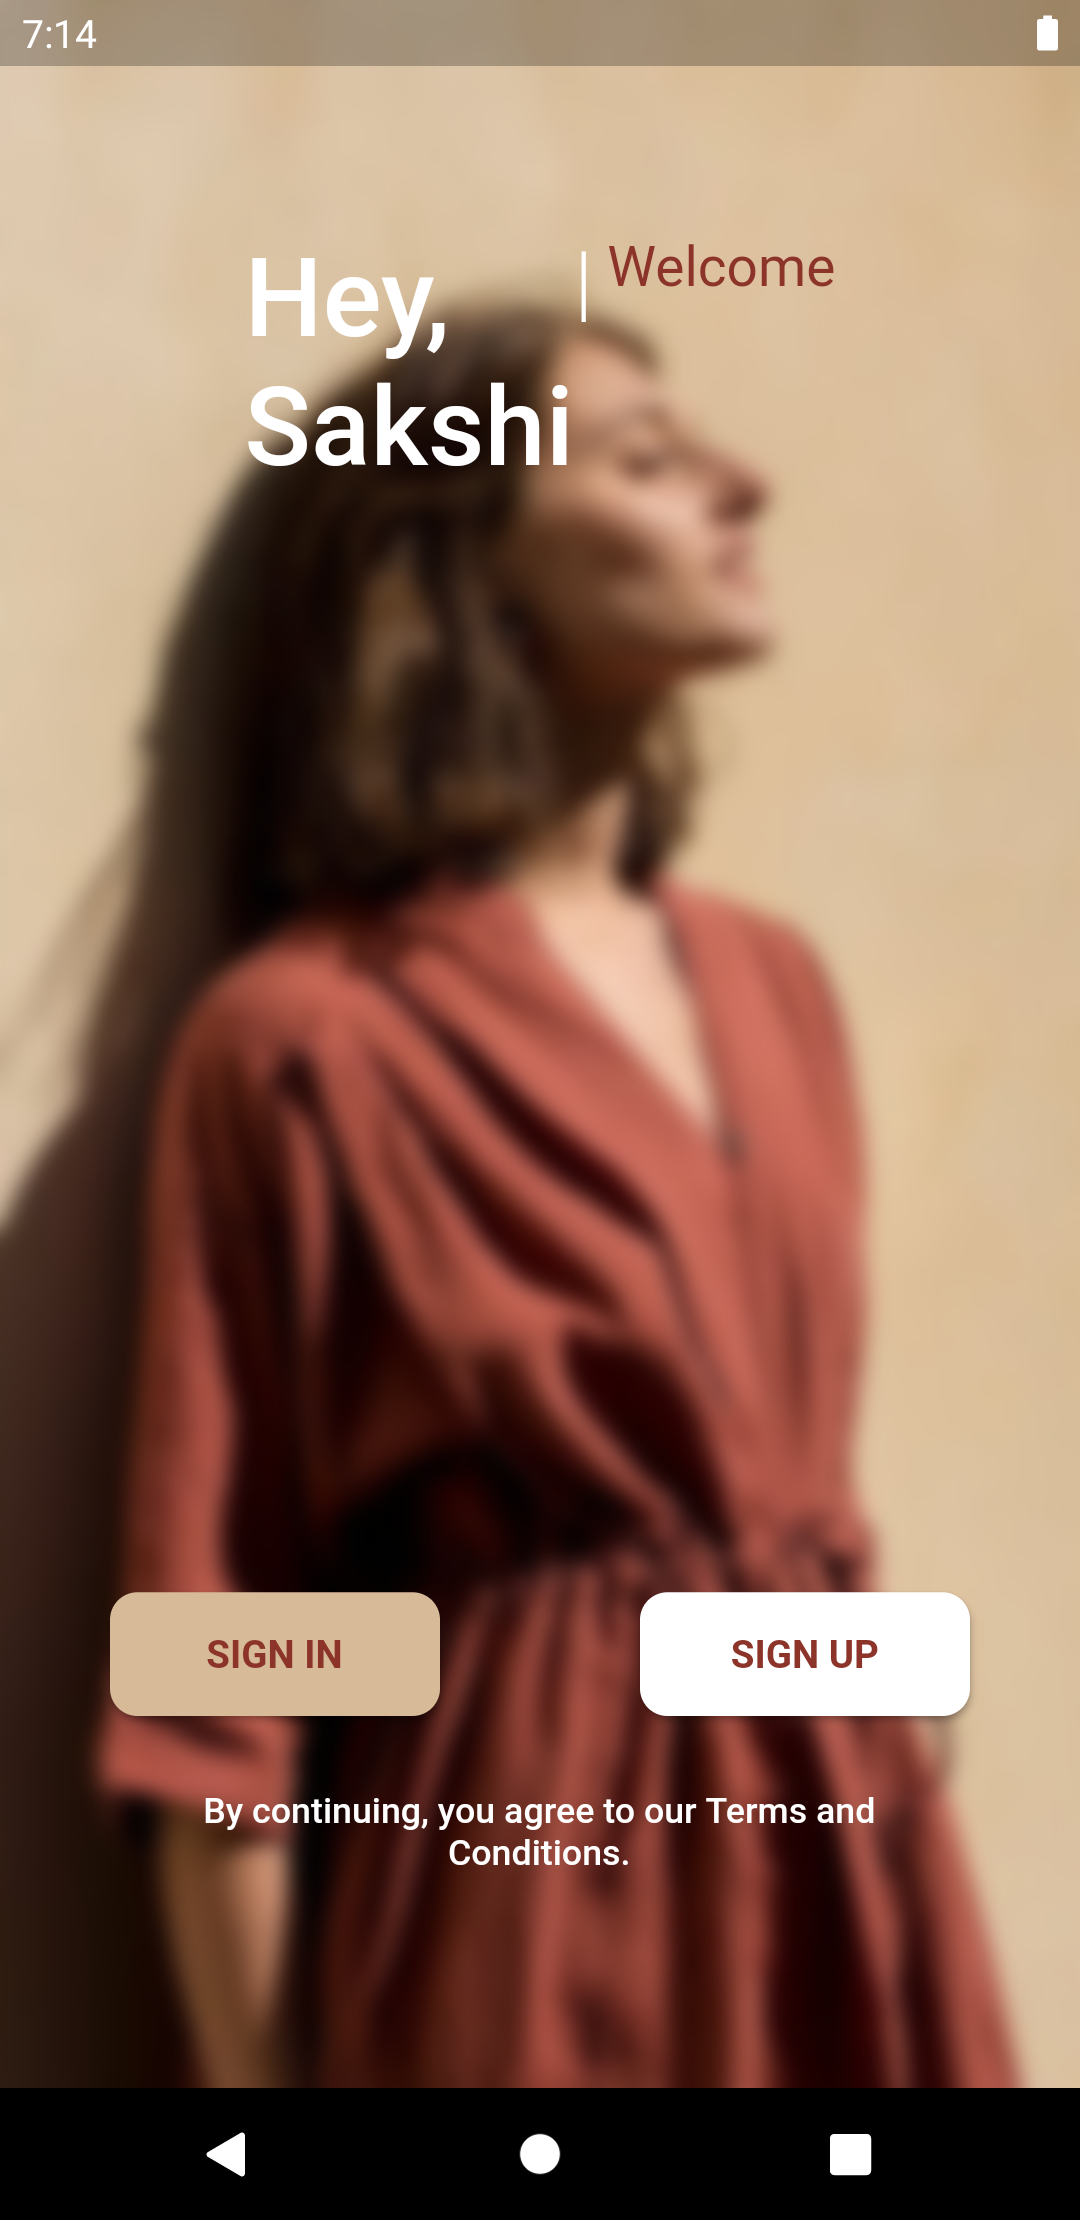 7:14
Hey,
Sakshi
Welcome
SIGN IN
SIGN UP
By continuing, you agree to our Terms and
Conditions.